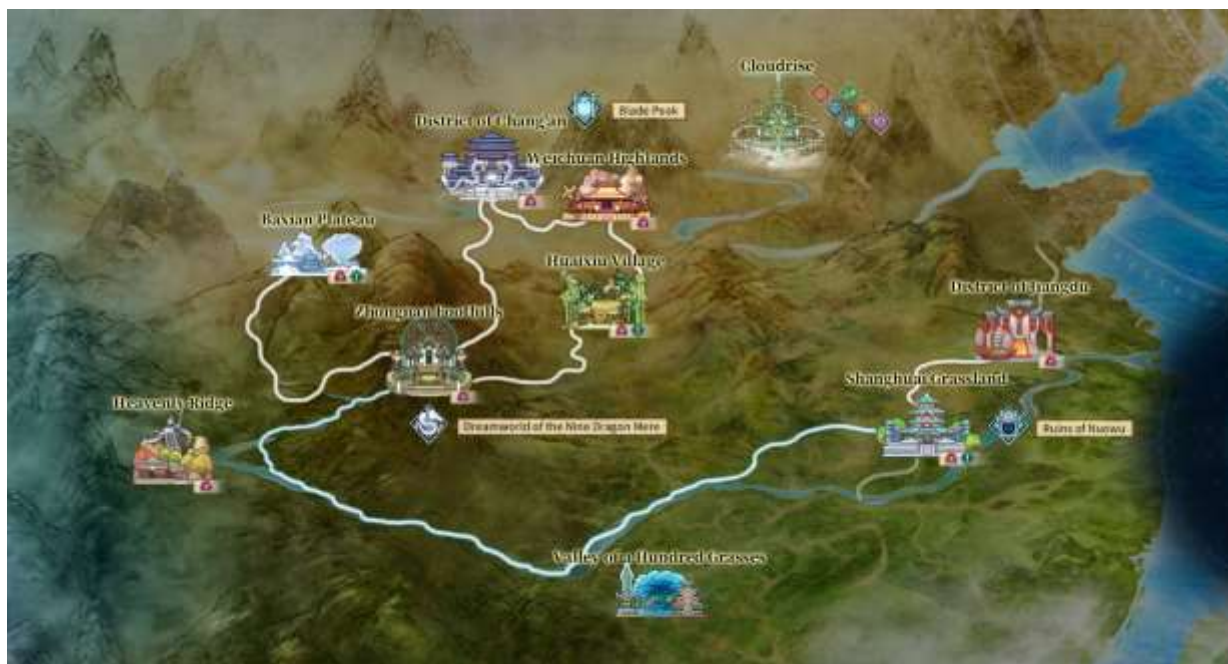 Cloudrise
Blade Peak
District of Chang'an
Weichuan Highlands
Baxian Plateau
Huaixiu Village
District of Jiangdu
Zhongnan Foothills
Shanghuai Grassland
Heavenly Ridge
Dreamworld of the Nine Dragon Mere
Ruins of Nuowu
Valley of a Hundred Grasses